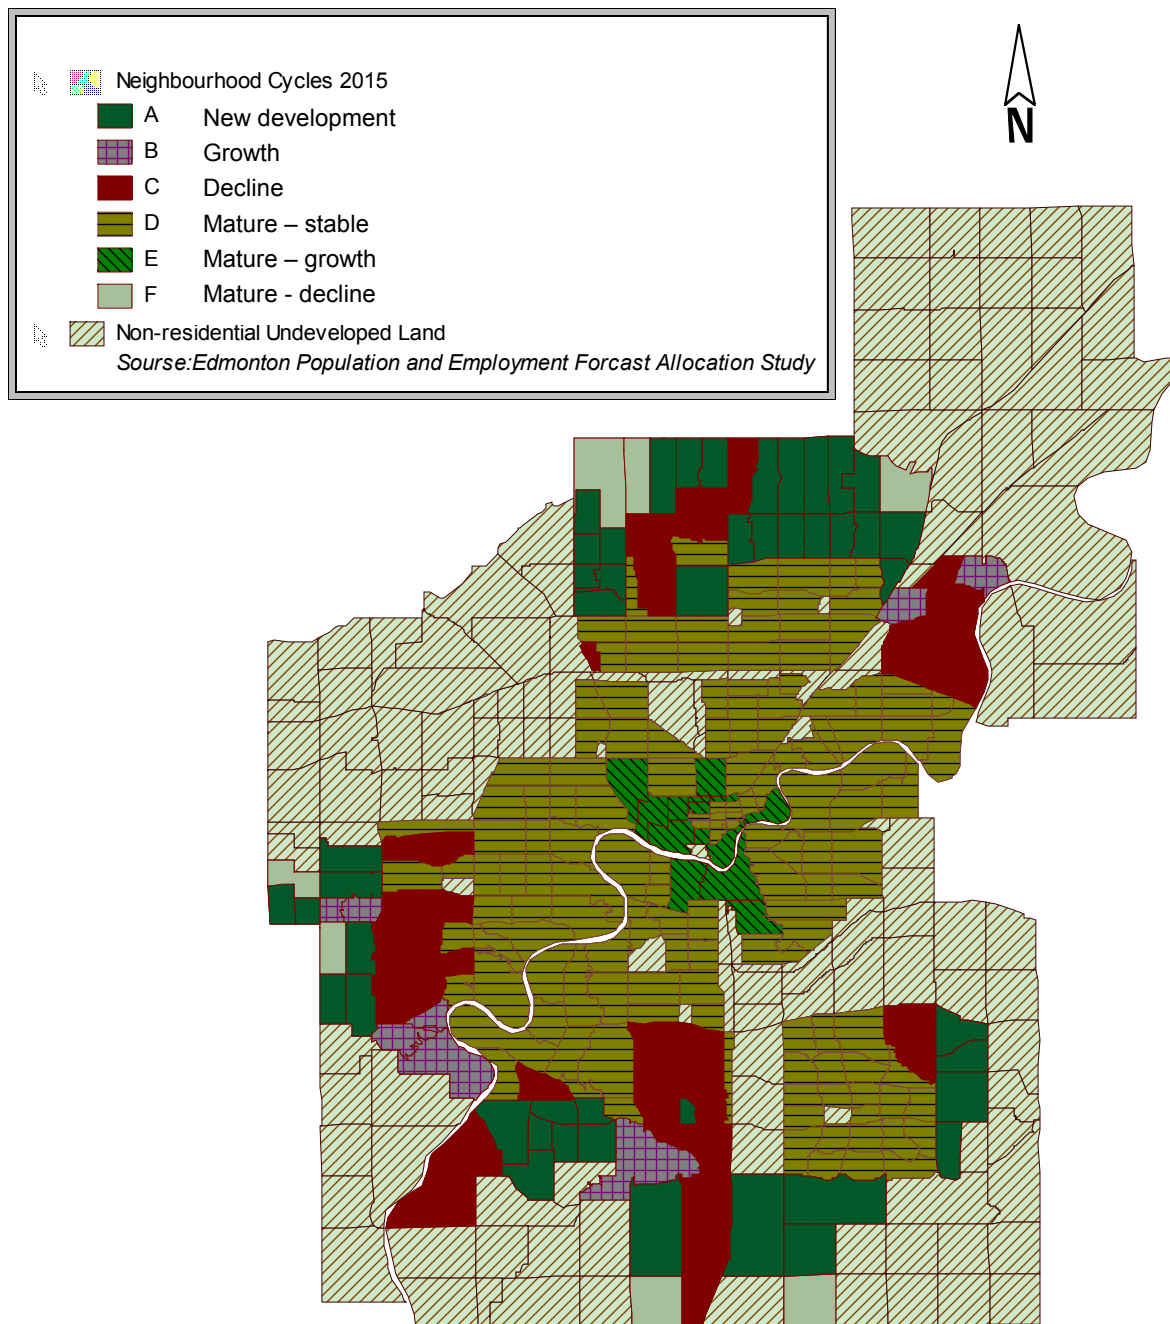 Neighbourhood Cycles 2015
A New development
B Growth
C Decline
D Mature – stable
E Mature – growth
F Mature - decline
Non-residential Undeveloped Land
Sourse:Edmonton Population and Employment Forcast Allocation Study
N